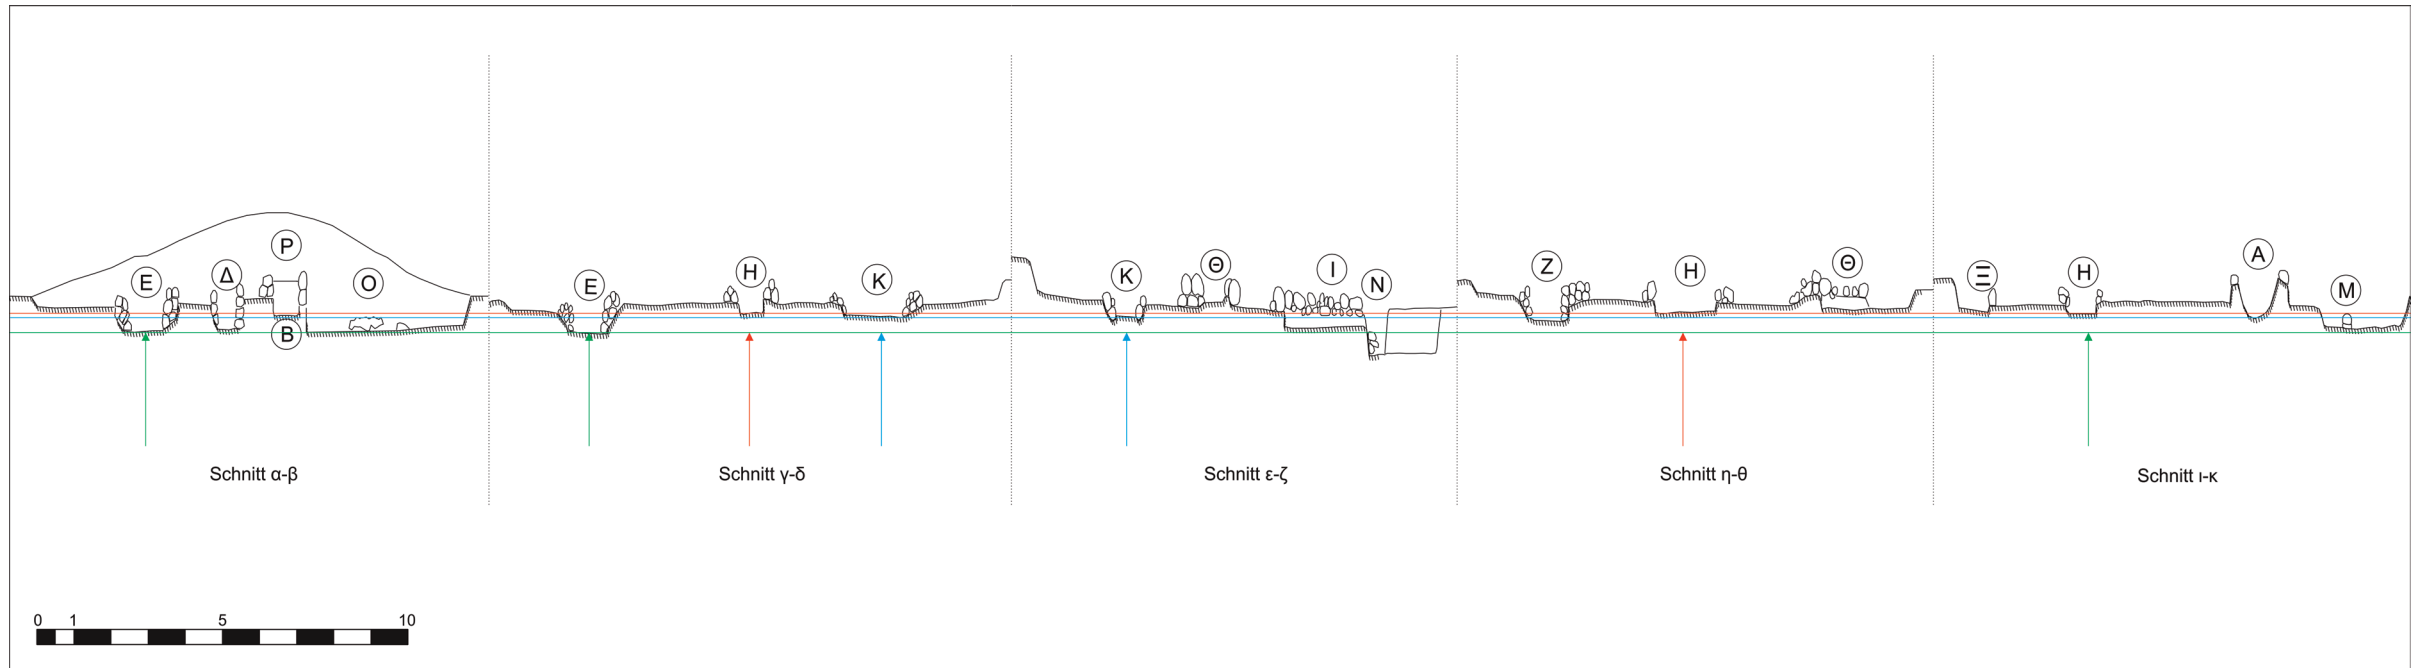 Ε Δ Ρ Ο Β
Ε Η Κ
Κ Θ Ι Ν
Ζ Η Θ
Ξ Η Α Μ
Schnitt α-β
Schnitt γ-δ
Schnitt ε-ζ
Schnitt η-θ
Schnitt ι-κ
0 1 5 10